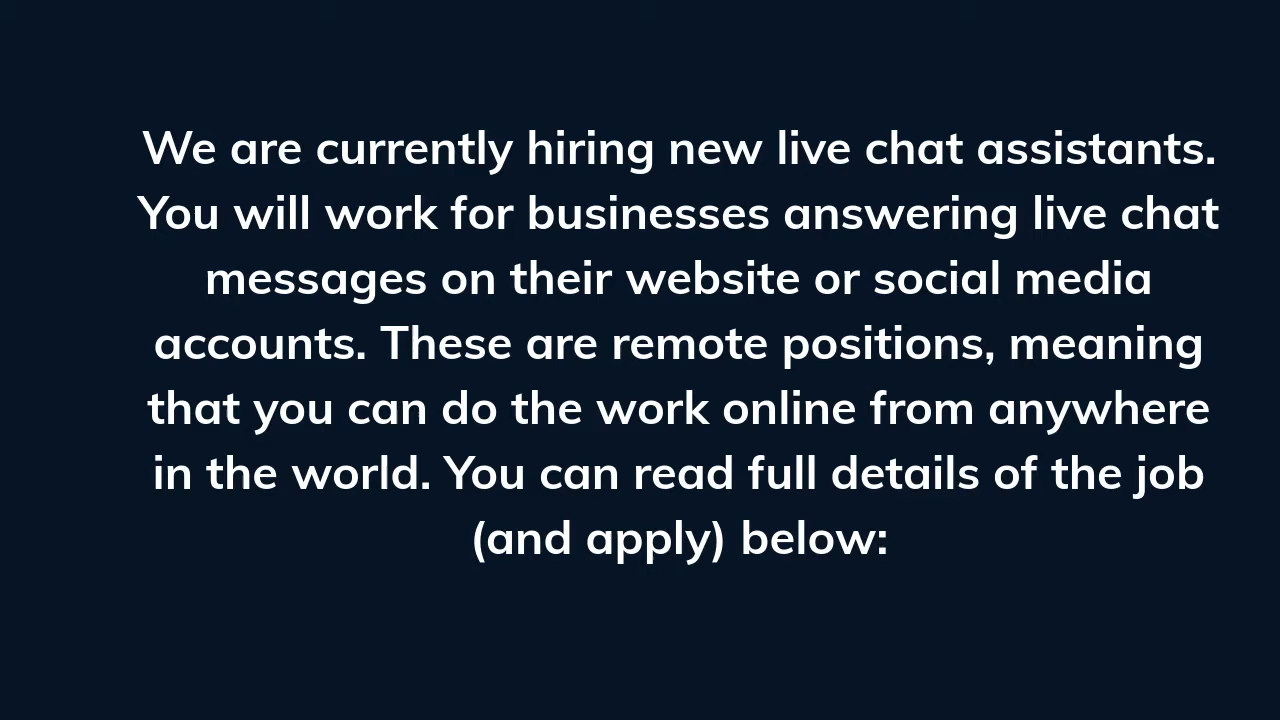 We are currently hiring new live chat assistants.
You will work for businesses answering live chat
messages on their website or social media
accounts. These are remote positions, meaning
that you can do the work online from anywhere
in the world. You can read full details of the job
(and apply) below: